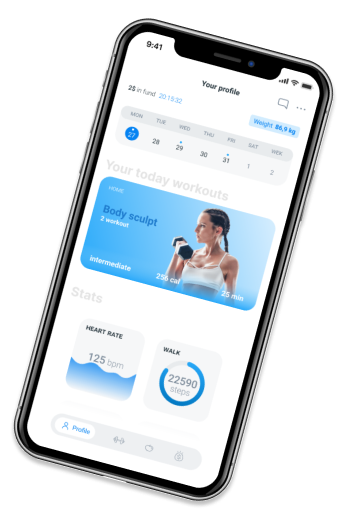 9:41
Your profile
2$ in fund 20:15:32
Weight 86,9 kg
MON TUE WED THU FRI SAT WEE
27 28 29 30 31 1 2
Your today workouts
HOME
Body sculpt
2 workout
intermediate 256 cal 25 min
Stats
HEART RATE
125 bpm
WALK
22590
steps
Profile